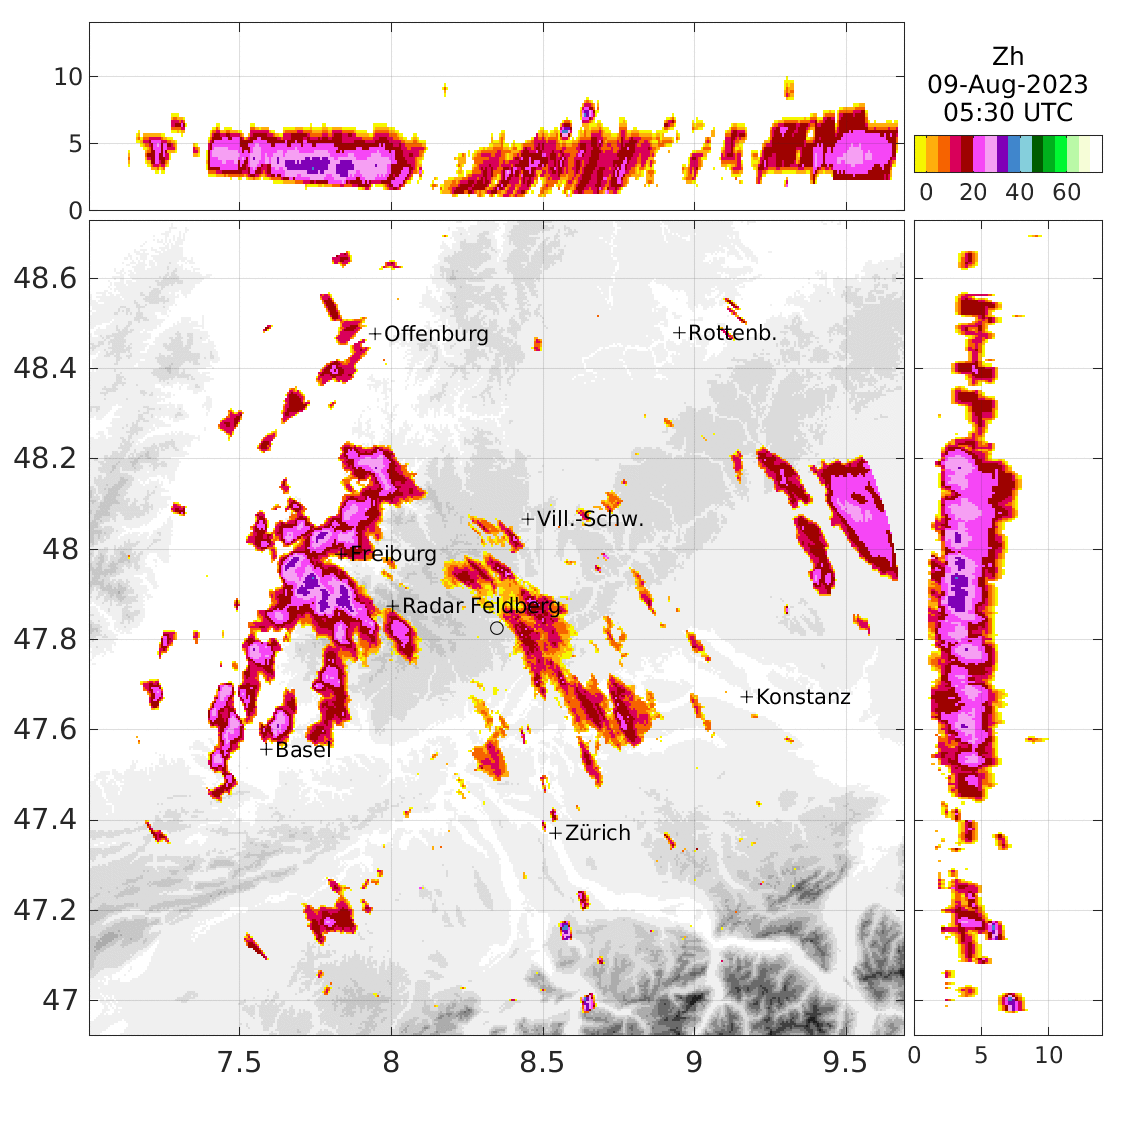 Zh
09-Aug-2023
05:30 UTC
0 20 40 60
10
5
0
48.6
48.4
48.2
48
47.8
47.6
47.4
47.2
47
+Offenburg
+Rottenb.
+Vill.-Schw.
+Freiburg
+Radar Feldberg
+Konstanz
+Basel
+Zürich
7.5 8 8.5 9 9.5
0 5 10